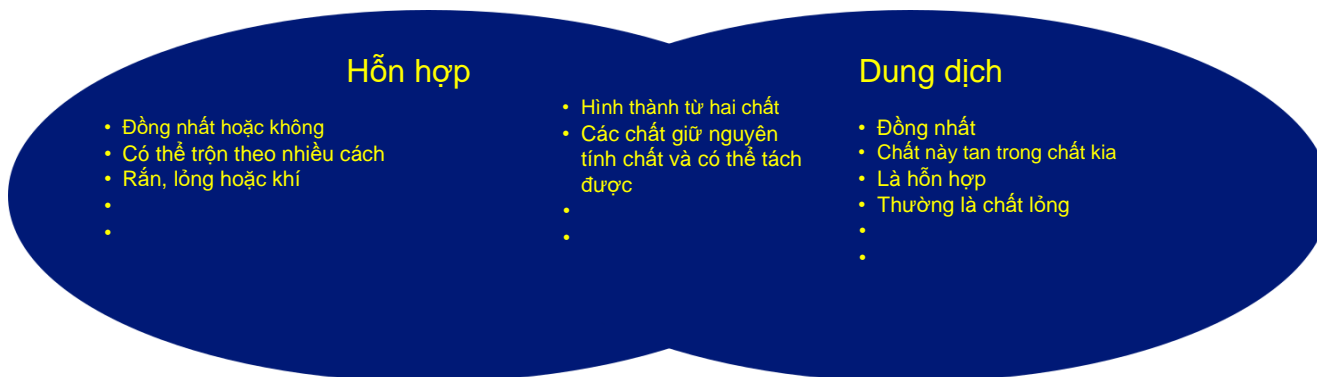 Hỗn hợp
• Đồng nhất hoặc không
• Có thể trộn theo nhiều cách
• Rắn, lỏng hoặc khí
•
•
• Hình thành từ hai chất
• Các chất giữ nguyên
tính chất và có thể tách
được
•
•
Dung dịch
• Đồng nhất
• Chất này tan trong chất kia
• Là hỗn hợp
• Thường là chất lỏng
•
•